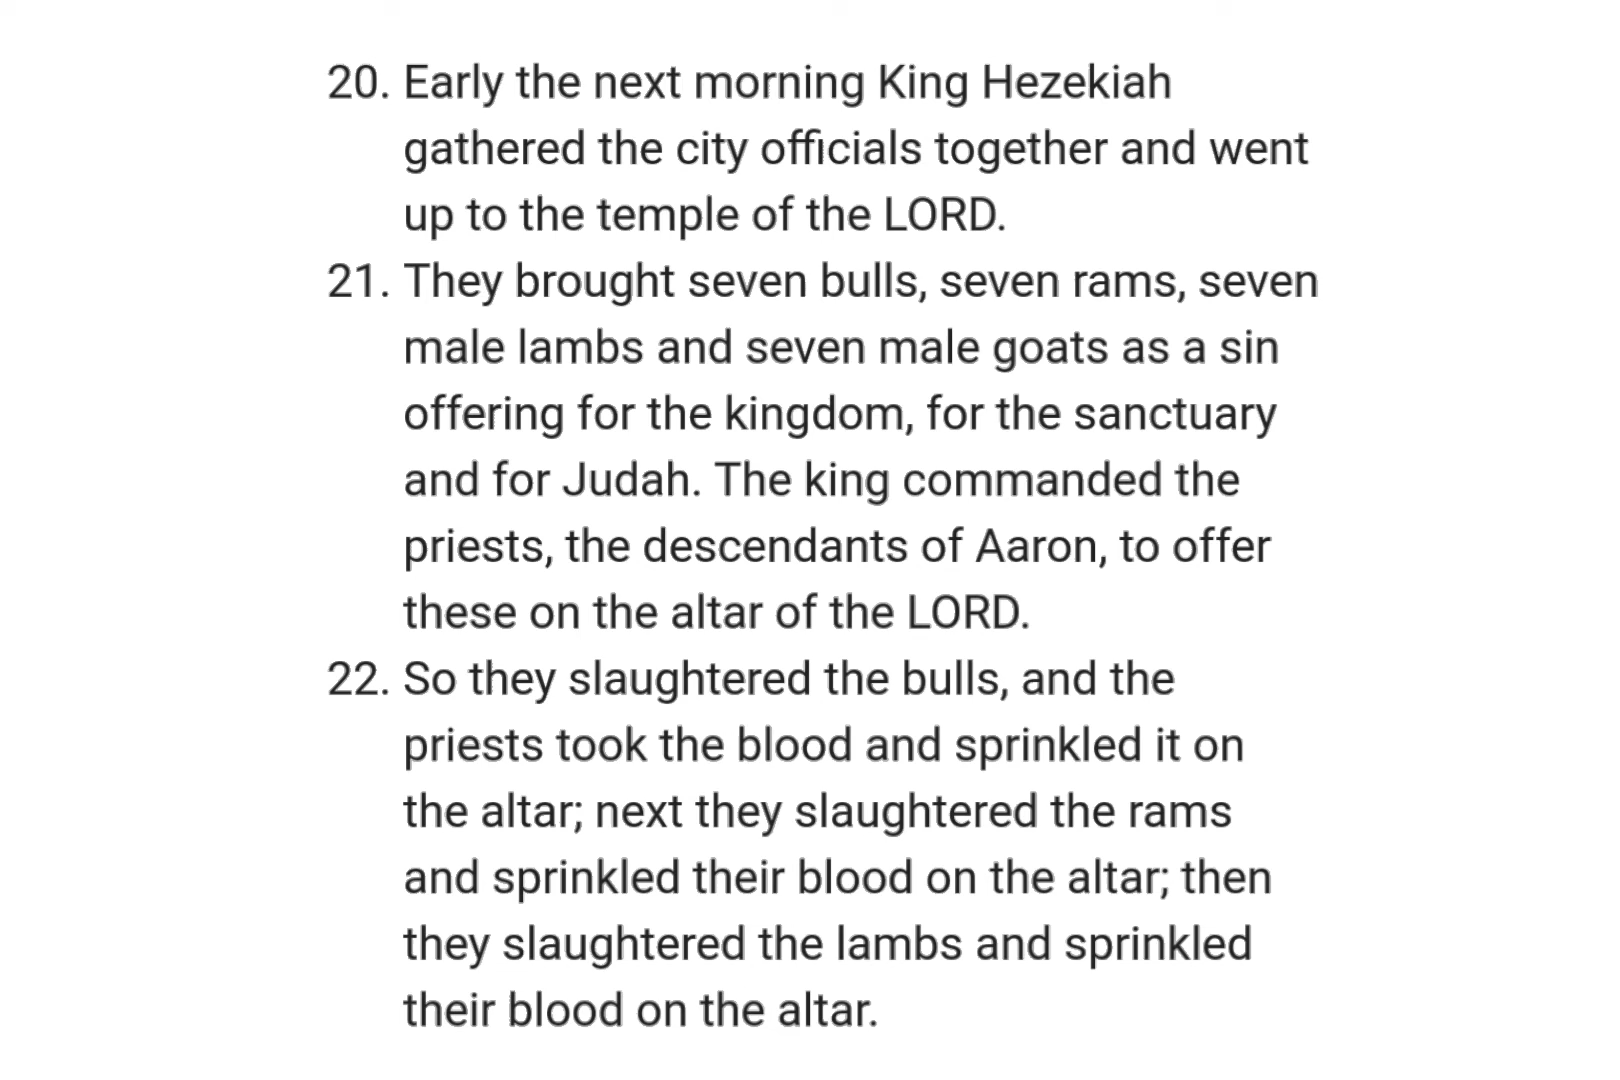 20. Early the next morning King Hezekiah
gathered the city officials together and went
up to the temple of the LORD.
21. They brought seven bulls, seven rams, seven
male lambs and seven male goats as a sin
offering for the kingdom, for the sanctuary
and for Judah. The king commanded the
priests, the descendants of Aaron, to offer
these on the altar of the LORD.
22. So they slaughtered the bulls, and the
priests took the blood and sprinkled it on
the altar; next they slaughtered the rams
and sprinkled their blood on the altar; then
they slaughtered the lambs and sprinkled
their blood on the altar.